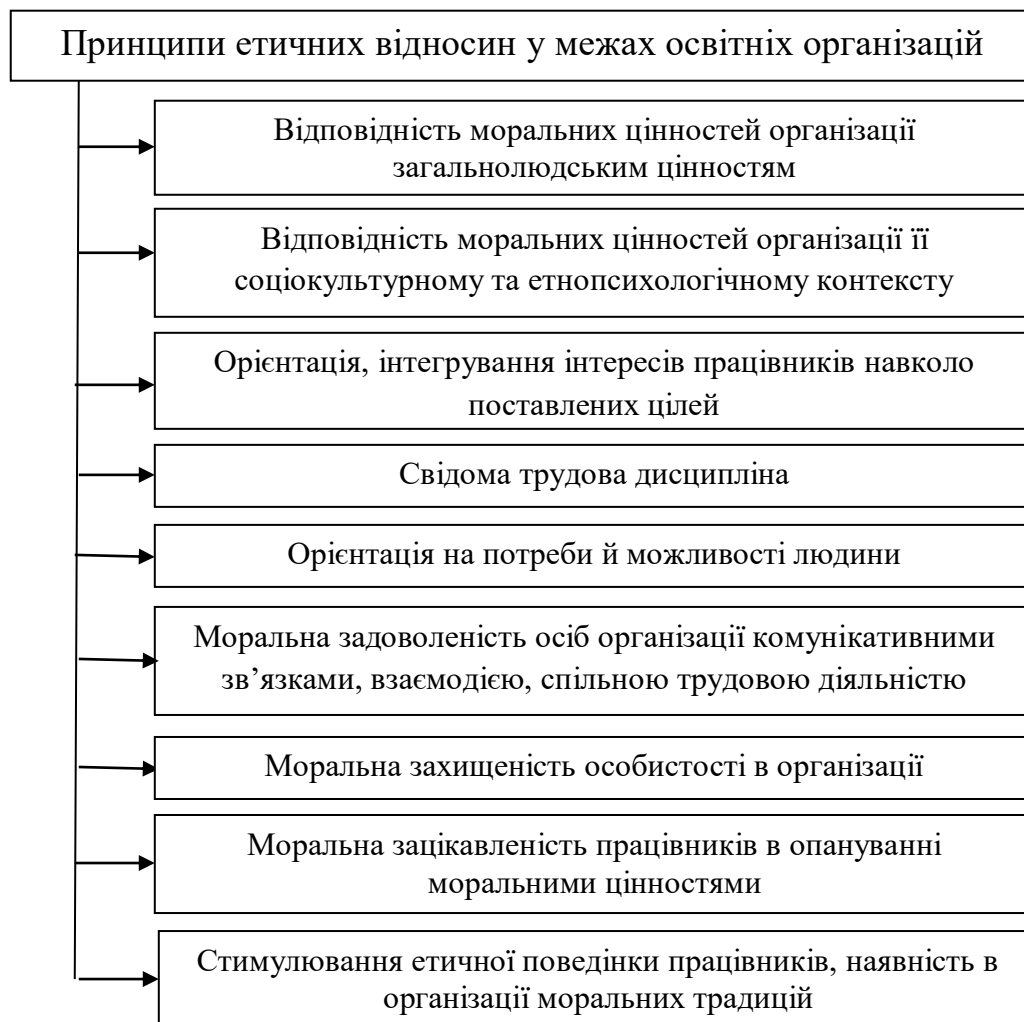 Принципи етичних відносин у межах освітніх організацій
Відповідність моральних цінностей організації
загальнолюдським цінностям
Відповідність моральних цінностей організації її
соціокультурному та етнопсихологічному контексту
Орієнтація, інтегрування інтересів працівників навколо
поставлених цілей
Свідома трудова дисципліна
Орієнтація на потреби й можливості людини
Моральна задоволеність осіб організації комунікативними
зв’язками, взаємодією, спільною трудовою діяльністю
Моральна захищеність особистості в організації
Моральна зацікавленість працівників в опануванні
моральними цінностями
Стимулювання етичної поведінки працівників, наявність в
організації моральних традицій